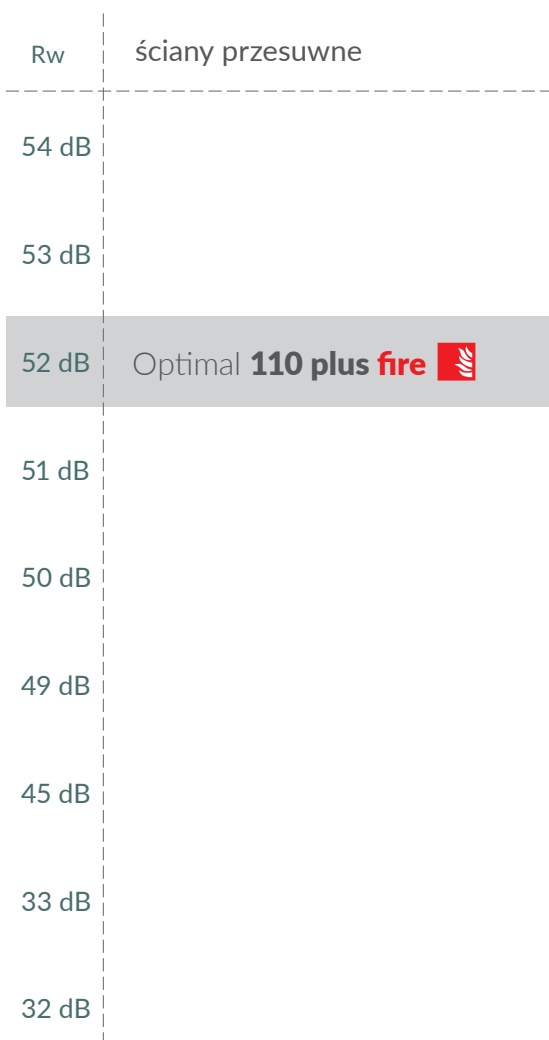 Rw ściany przesuwne
54 dB
53 dB
52 dB Optimal 110 plus fire
51 dB
50 dB
49 dB
45 dB
33 dB
32 dB